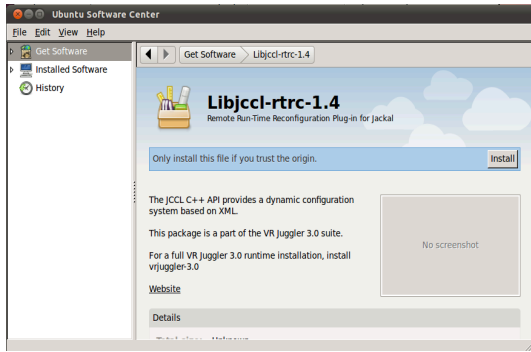 Ubuntu Software Center
File Edit View Help
Get Software
Installed Software
History
Get Software
Libjccl-rtrc-1.4
Libjccl-rtrc-1.4
Remote Run-Time Reconfiguration Plug-in for Jackal
Only install this file if you trust the origin.
Install
The JCCL C++ API provides a dynamic configuration
system based on XML.
This package is a part of the VR Juggler 3.0 suite.
For a full VR Juggler 3.0 runtime installation, install
vrjuggler-3.0
Website
No screenshot
Details